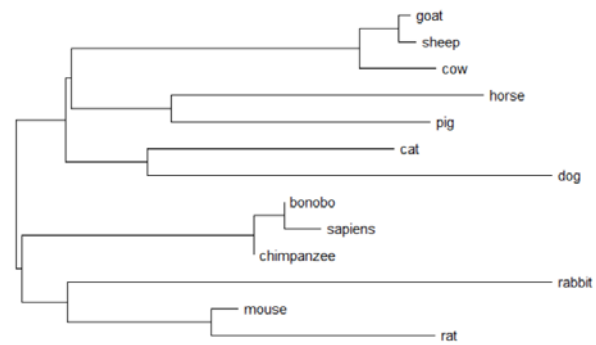 goat
sheep
cow
horse
pig
cat
dog
bonobo
sapiens
chimpanzee
rabbit
mouse
rat